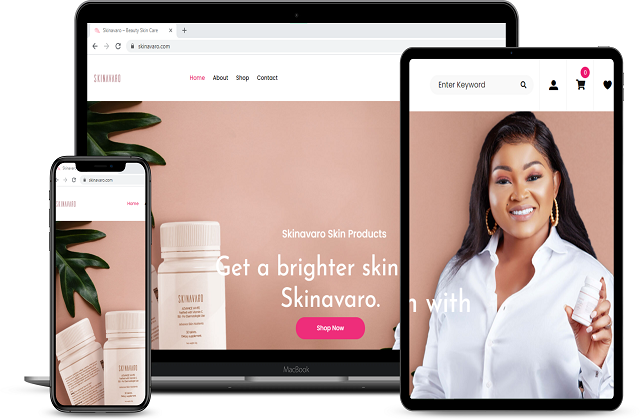 Skinavaro – Beauty Skin Care
skinavaro.com
SKINAVARO
Home About Shop Contact
Skinavaro Skin Products
Get a brighter skin
Skinavaro.
Shop Now
SKINAVARO
MacBook
Enter Keyword
0
n with
skinavaro.com
SKINAVARO
Home
SKINAVARO